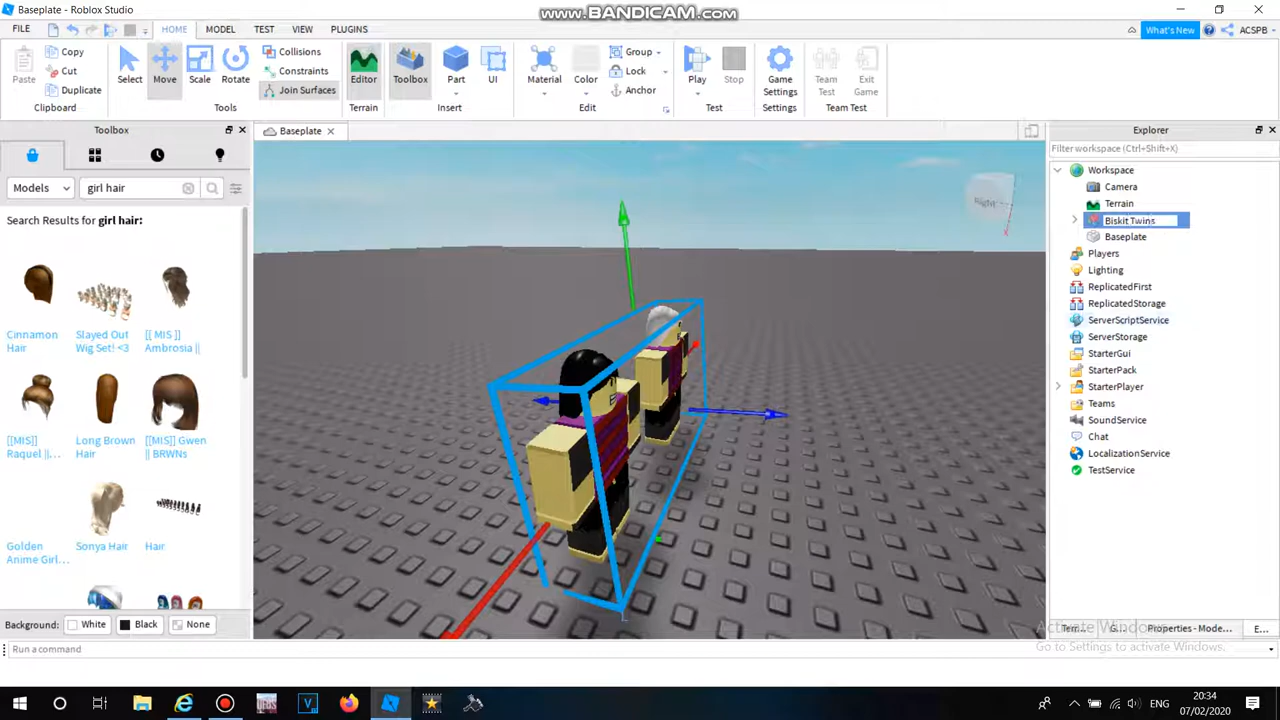 Baseplate - Roblox Studio
www.BANDICAM.com
FILE HOME MODEL TEST VIEW PLUGINS What's New ACSPB
Paste Copy Cut Duplicate Clipboard
Select Move Scale Rotate Collisions Constraints Join Surfaces Tools
Editor Terrain
Toolbox Part UI Insert
Material Color Group Lock Anchor Edit
Play Stop Test
Game Settings Settings
Team Test Exit Game Team Test
Toolbox
Baseplate
Explorer
Models girl hair
Filter workspace (Ctrl+Shift+X)
Search Results for girl hair:
Cinnamon Hair
Slayed Out Wig Set! <3
[[ MIS ]] Ambrosia ||
[[MIS]] Raquel ||...
Long Brown Hair
[[MIS]] Gwen || BRWNs
Golden Anime Girl...
Sonya Hair
Hair
Background: White Black None
Right
Workspace
Camera
Terrain
Biskit Twins
Baseplate
Players
Lighting
ReplicatedFirst
ReplicatedStorage
ServerScriptService
ServerStorage
StarterGui
StarterPack
StarterPlayer
Teams
SoundService
Chat
LocalizationService
TestService
Activate Windows
Go to Settings to activate Windows.
Properties - Mode... E...
Run a command
ENG
20:34
07/02/2020